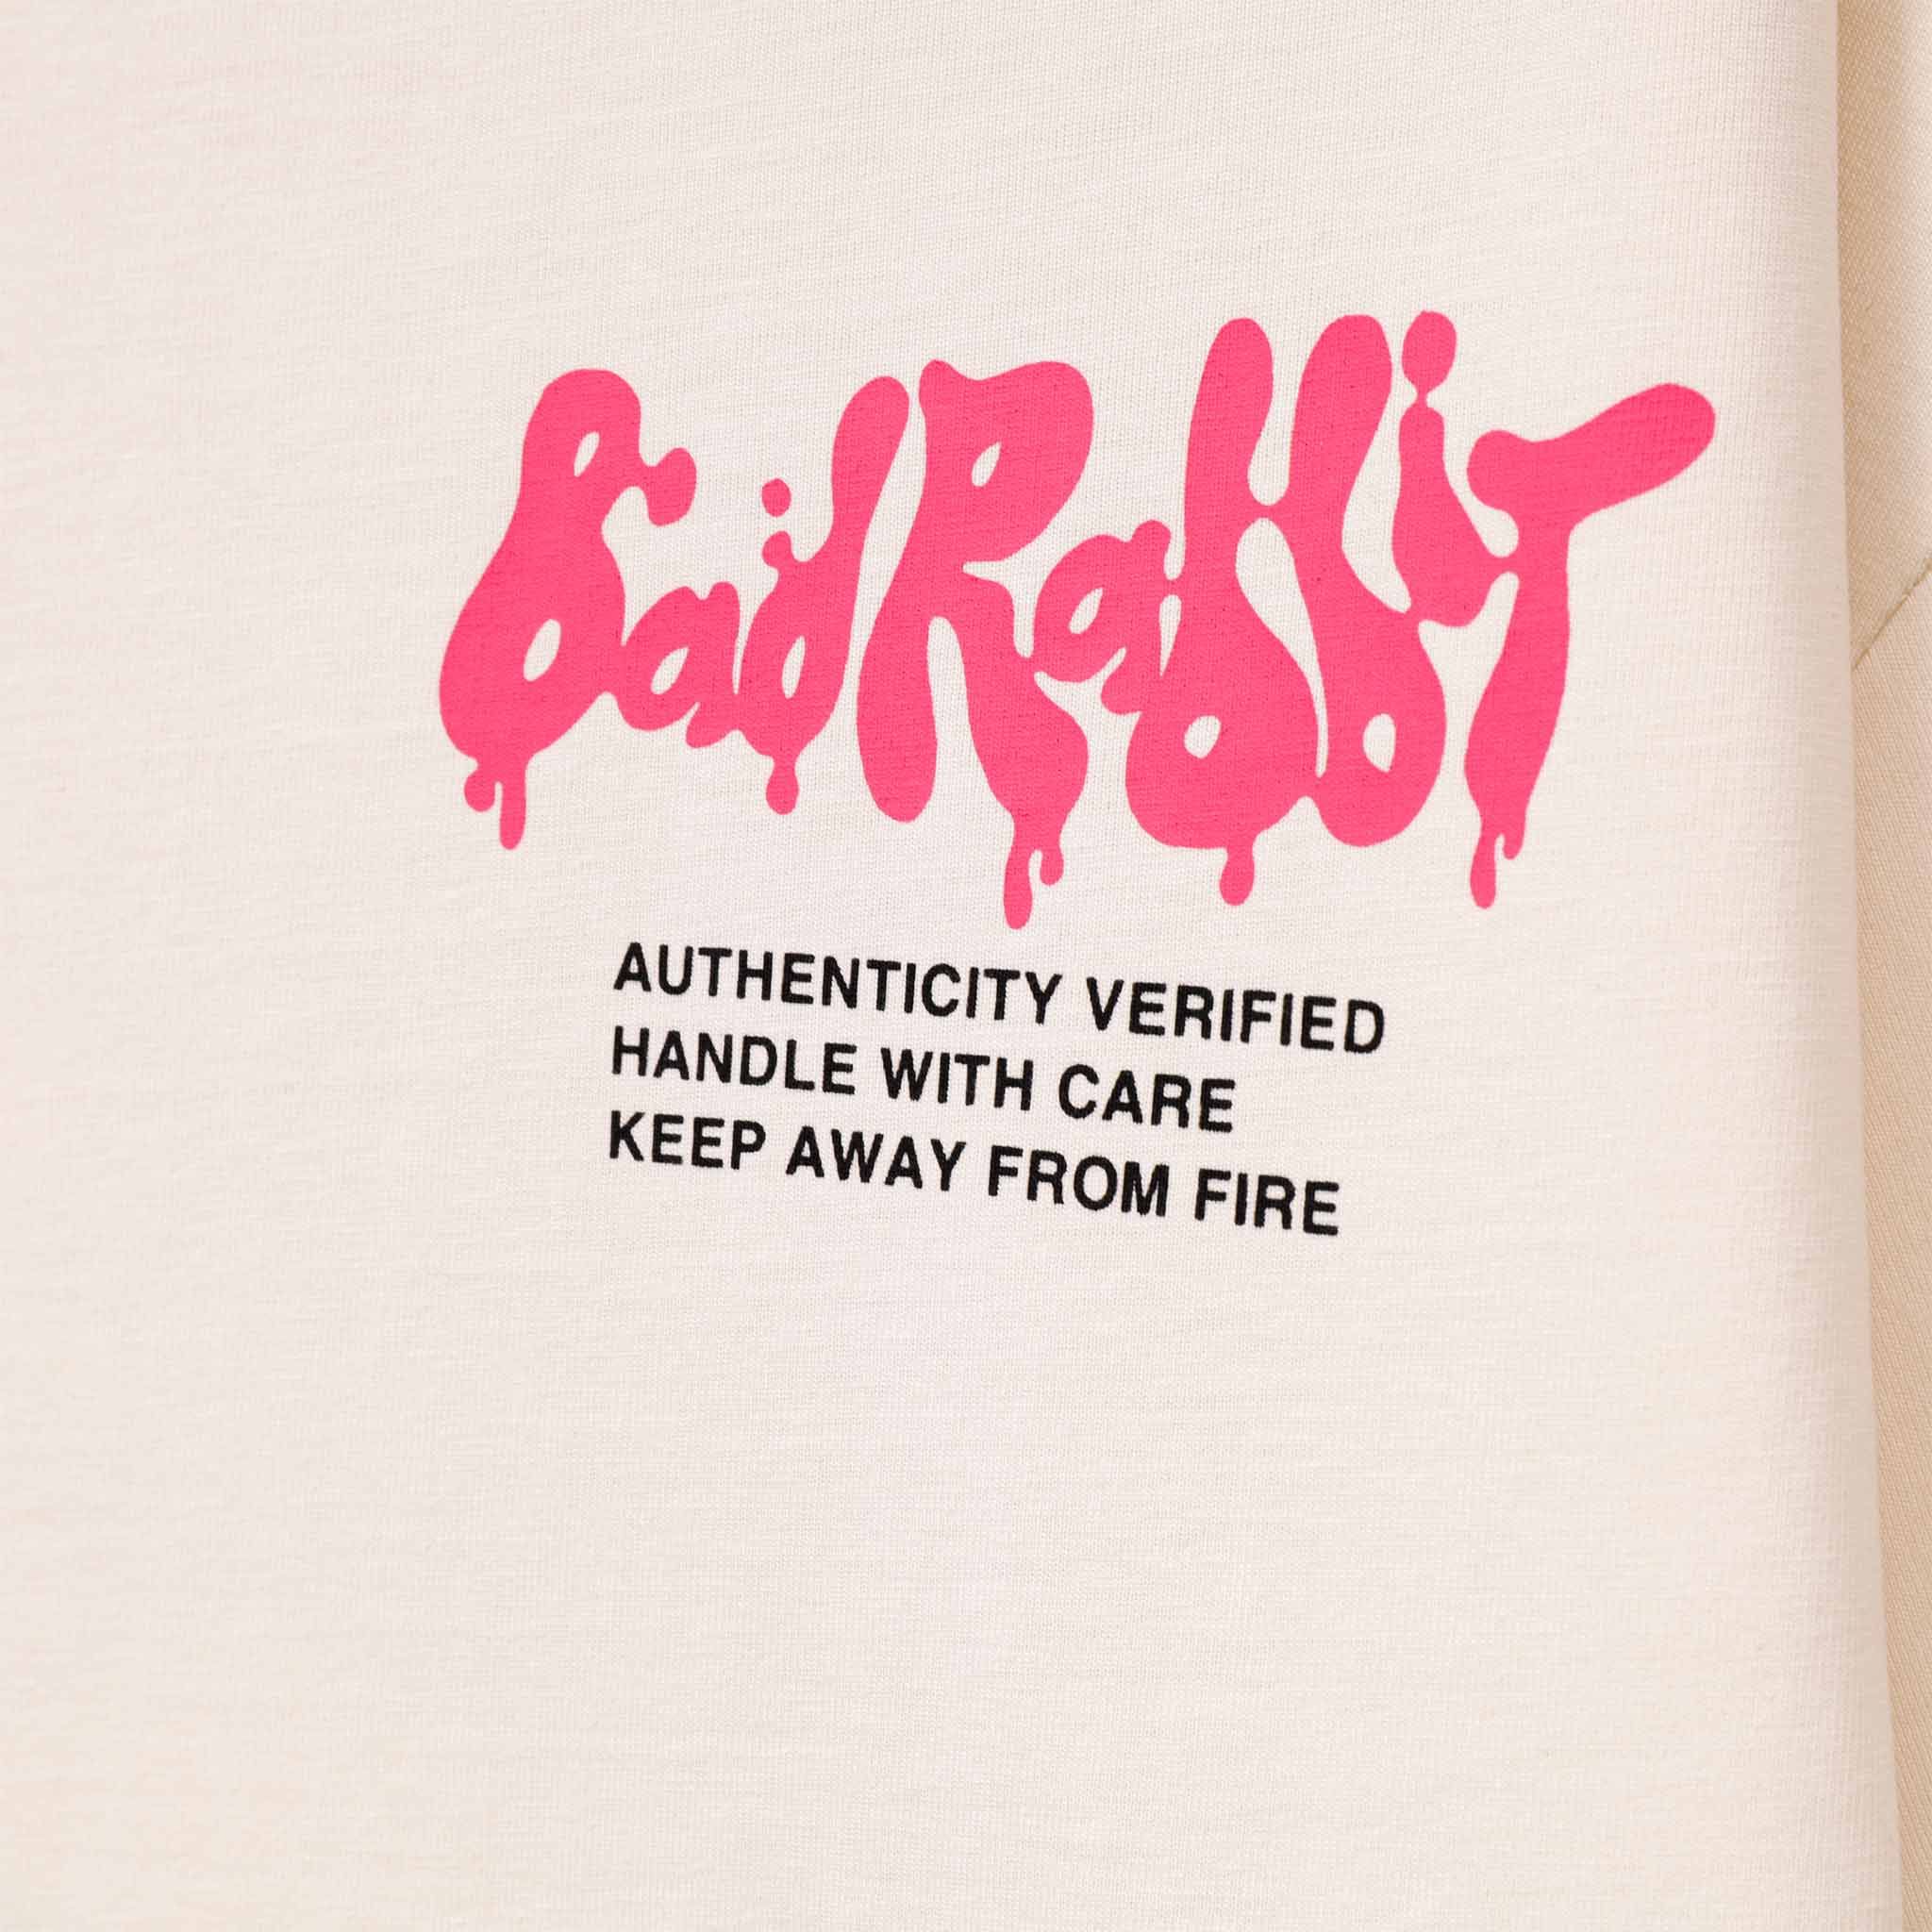 BadRabbiT
AUTHENTICITY VERIFIED
HANDLE WITH CARE
KEEP AWAY FROM FIRE